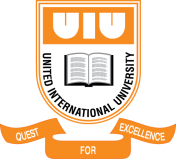 UIU
UNITED INTERNATIONAL UNIVERSITY
QUEST
FOR
EXCELLENCE